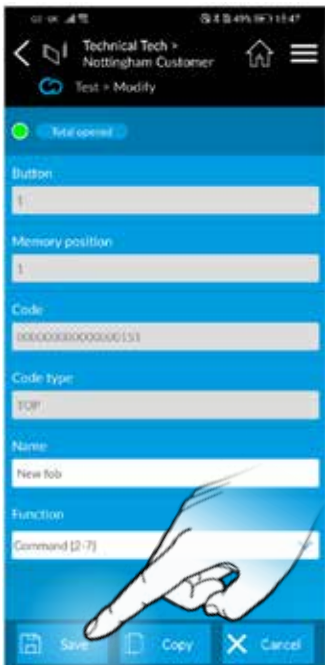 Technical Tech >
Nottingham Customer
Test > Modify
Total opened
Button
1
Memory position
1
Code
Code type
TOP
Name
New fob
Function
Command [2-7]
Save
Copy
Cancel